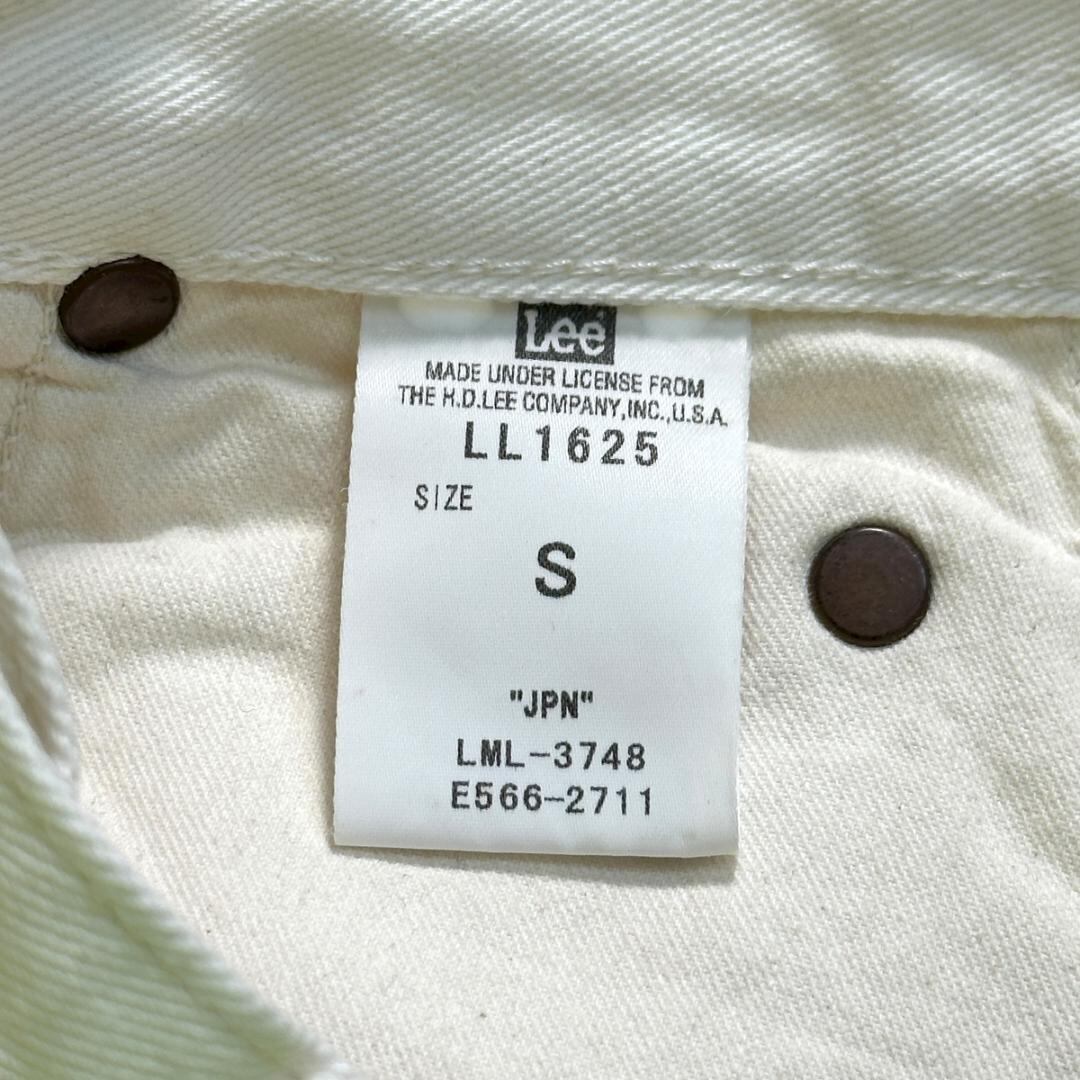 Lee
MADE UNDER LICENSE FROM
THE H.D.LEE COMPANY,INC.,U.S.A.
LL1625
SIZE
S
"JPN"
LML-3748
E566-2711